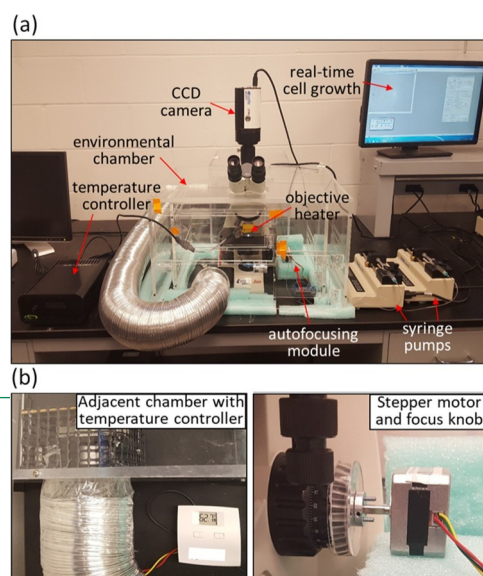 (a)
CCD
camera
real-time
cell growth
environmental
chamber
temperature
controller
objective
heater
autofocusing
module
syringe
pumps
(b)
Adjacent chamber with
temperature controller
Stepper motor
and focus knob